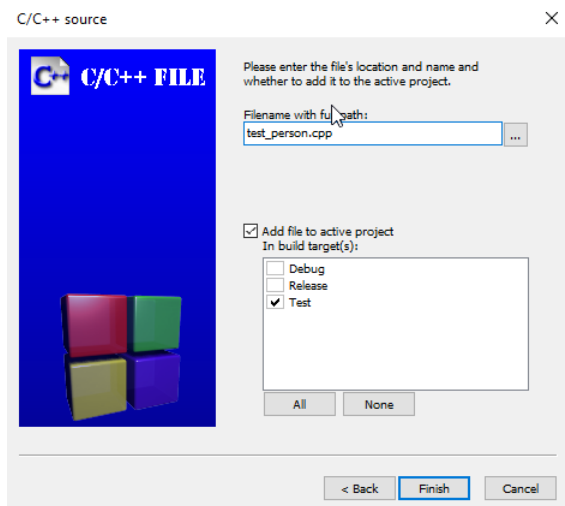 C/C++ source
C++ C/C++ FILE
Please enter the file's location and name and
whether to add it to the active project.
Filename with full path:
test_person.cpp
...
Add file to active project
In build target(s):
Debug
Release
Test
All
None
< Back
Finish
Cancel